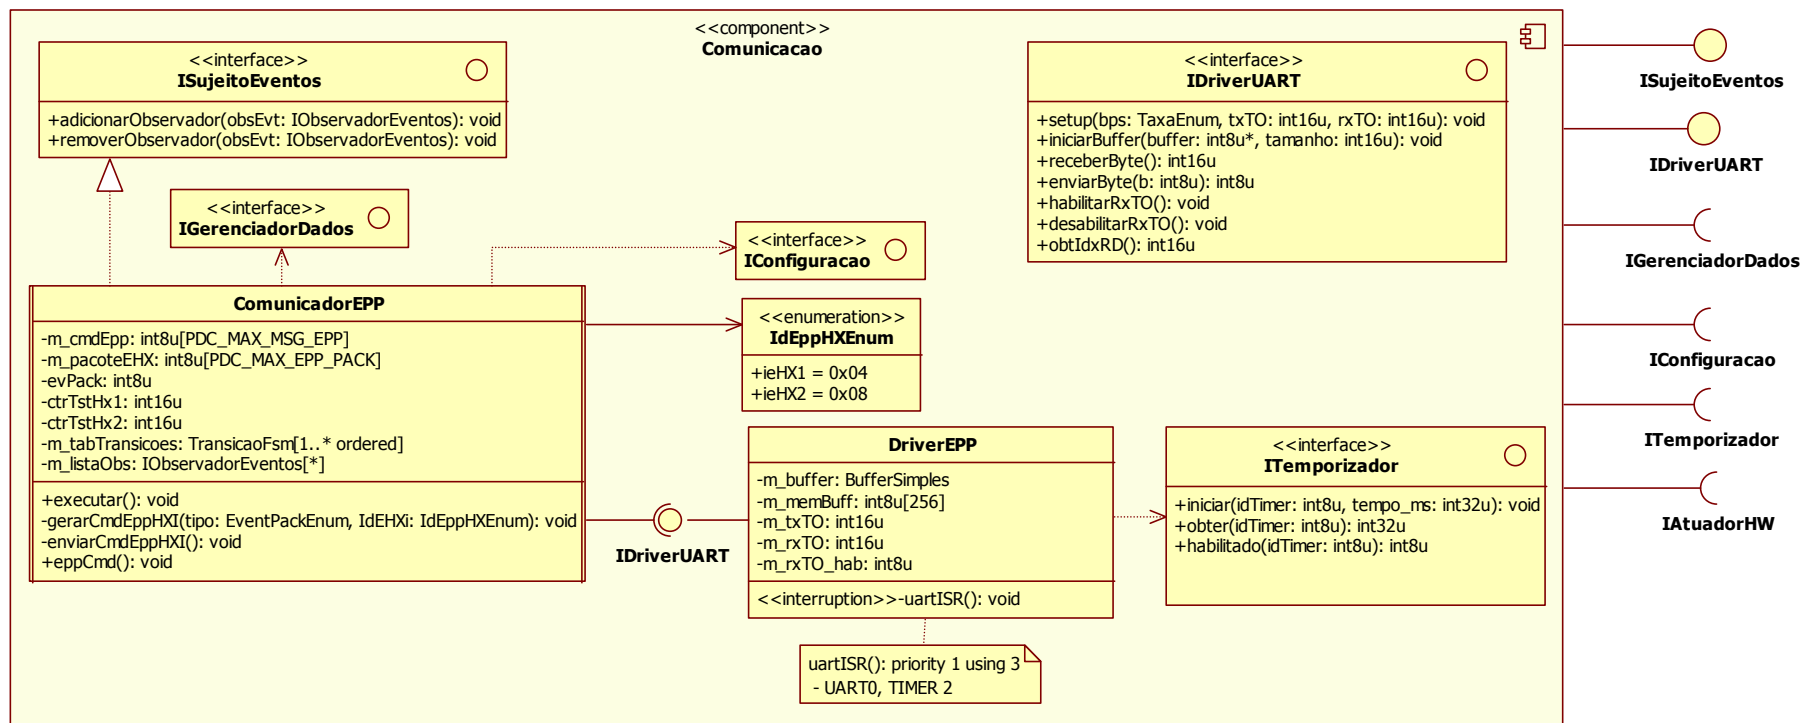 <<component>>
Comunicacao
<<interface>>
ISujeitoEventos
+adicionarObservador(obsEvt: IObservadorEventos): void
+removerObservador(obsEvt: IObservadorEventos): void
<<interface>>
IDriverUART
+setup(bps: TaxaEnum, txTO: int16u, rxTO: int16u): void
+iniciarBuffer(buffer: int8u*, tamanho: int16u): void
+receberByte(): int16u
+enviarByte(b: int8u): int8u
+habilitarRxTO(): void
+desabilitarRxTO(): void
+obtIdxRD(): int16u
<<interface>>
IGerenciadorDados
<<interface>>
IConfiguracao
ComunicadorEPP
-m_cmdEpp: int8u[PDC_MAX_MSG_EPP]
-m_pacoteEHX: int8u[PDC_MAX_EPP_PACK]
-evPack: int8u
-ctrTstHx1: int16u
-ctrTstHx2: int16u
-m_tabTransicoes: TransicaoFsm[1..* ordered]
-m_listaObs: IObservadorEventos[*]
+executar(): void
-gerarCmdEppHXI(tipo: EventPackEnum, IdEHXi: IdEppHXEnum): void
-enviarCmdEppHXI(): void
+eppCmd(): void
<<enumeration>>
IdEppHXEnum
+ieHX1 = 0x04
+ieHX2 = 0x08
IDriverUART
DriverEPP
-m_buffer: BufferSimples
-m_memBuff: int8u[256]
-m_txTO: int16u
-m_rxTO: int16u
-m_rxTO_hab: int8u
<<interruption>>-uartISR(): void
uartISR(): priority 1 using 3
- UART0, TIMER 2
<<interface>>
ITemporizador
+iniciar(idTimer: int8u, tempo_ms: int32u): void
+obter(idTimer: int8u): int32u
+habilitado(idTimer: int8u): int8u
ISujeitoEventos
IDriverUART
IGerenciadorDados
IConfiguracao
ITemporizador
IAtuadorHW